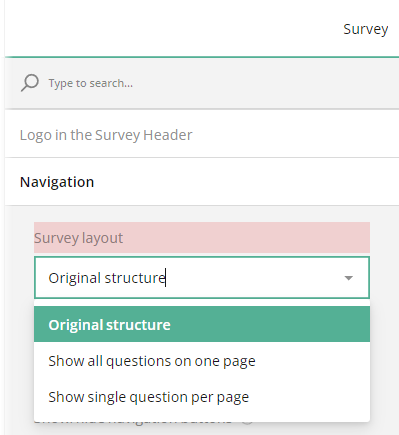 Survey
Type to search...
Logo in the Survey Header
Navigation
Survey layout
Original structure
Original structure
Show all questions on one page
Show single question per page